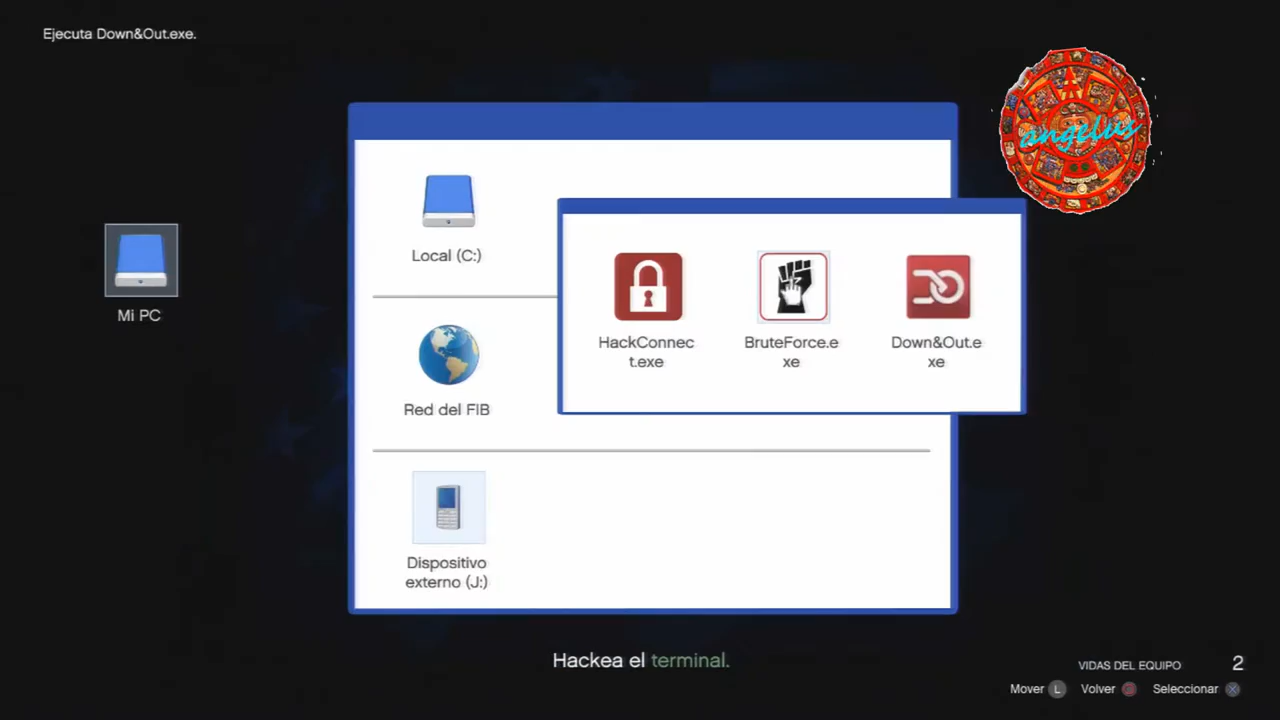 Ejecuta Down&Out.exe.
angelus
Local (C:)
Mi PC
HackConnec
t.exe
BruteForce.e
xe
Down&Out.e
xe
Red del FIB
Dispositivo
externo (J:)
Hackea el terminal.
VIDAS DEL EQUIPO 2
Mover L Volver Seleccionar X